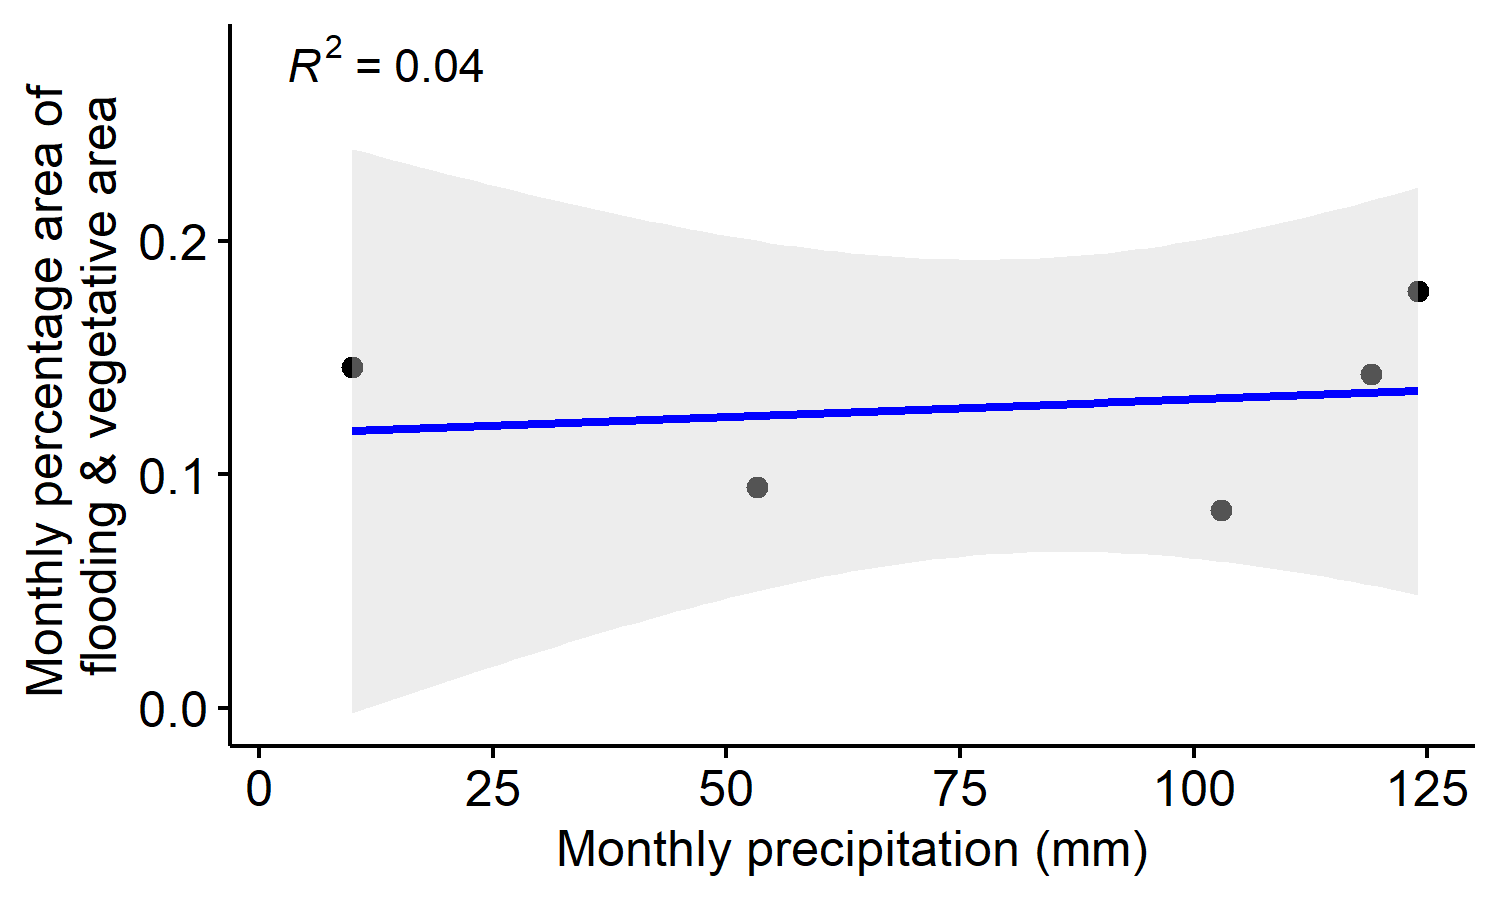 R² = 0.04
Monthly percentage area of
flooding & vegetative area
0.2
0.1
0.0
0 25 50 75 100 125
Monthly precipitation (mm)